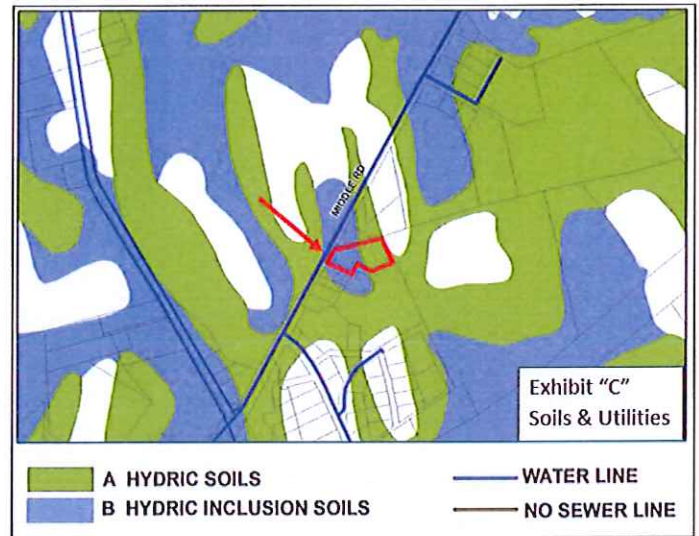 MIDDLE RD
Exhibit "C"
Soils & Utilities
A HYDRIC SOILS
WATER LINE
B HYDRIC INCLUSION SOILS
NO SEWER LINE